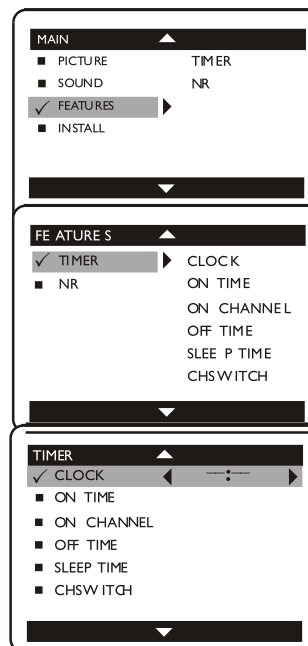 MAIN
PICTURE TIMER
SOUND NR
FEATURES
INSTALL
FEATURES
TIMER CLOCK
NR ON TIME
ON CHANNEL
OFF TIME
SLEEP TIME
CHSWITCH
TIMER
CLOCK --:--
ON TIME
ON CHANNEL
OFF TIME
SLEEP TIME
CHSWITCH